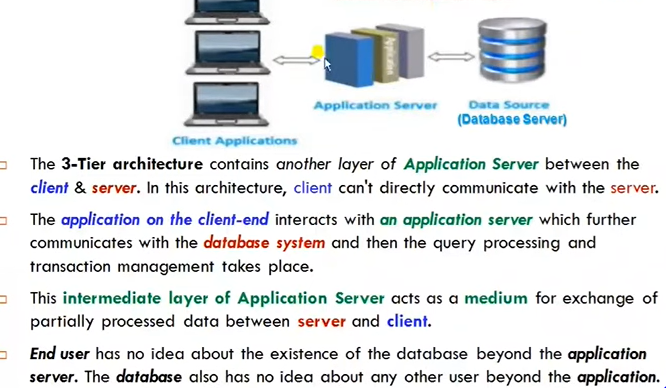 Applications
Application Server
Data Source
(Database Server)
Client Applications
The 3-Tier architecture contains another layer of Application Server between the
client & server. In this architecture, client can't directly communicate with the server.
The application on the client-end interacts with an application server which further
communicates with the database system and then the query processing and
transaction management takes place.
This intermediate layer of Application Server acts as a medium for exchange of
partially processed data between server and client.
End user has no idea about the existence of the database beyond the application
server. The database also has no idea about any other user beyond the application.